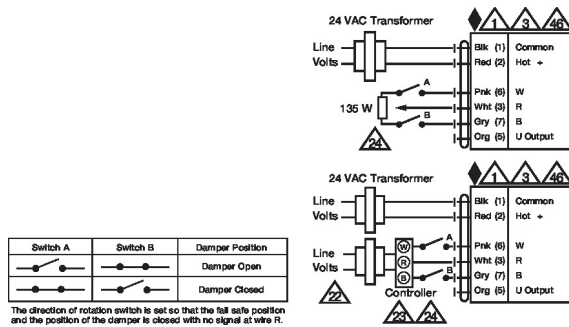 24 VAC Transformer
1 3 46
Line
Volts
Blk (1) Common
Red (2) Hot +
A
Pnk (6) W
135 W
Wht (3) R
B
Gry (7) B
Org (5) U Output
24
24 VAC Transformer
1 3 46
Line
Volts
Blk (1) Common
Red (2) Hot +
A
W
Pnk (6) W
Line
Volts
R
Wht (3) R
B
B
Gry (7) B
Org (5) U Output
22
Controller
23 24
Switch A Switch B Damper Position
Damper Open
Damper Closed
The direction of rotation switch is set so that the fail safe position
and the position of the damper is closed with no signal at wire R.